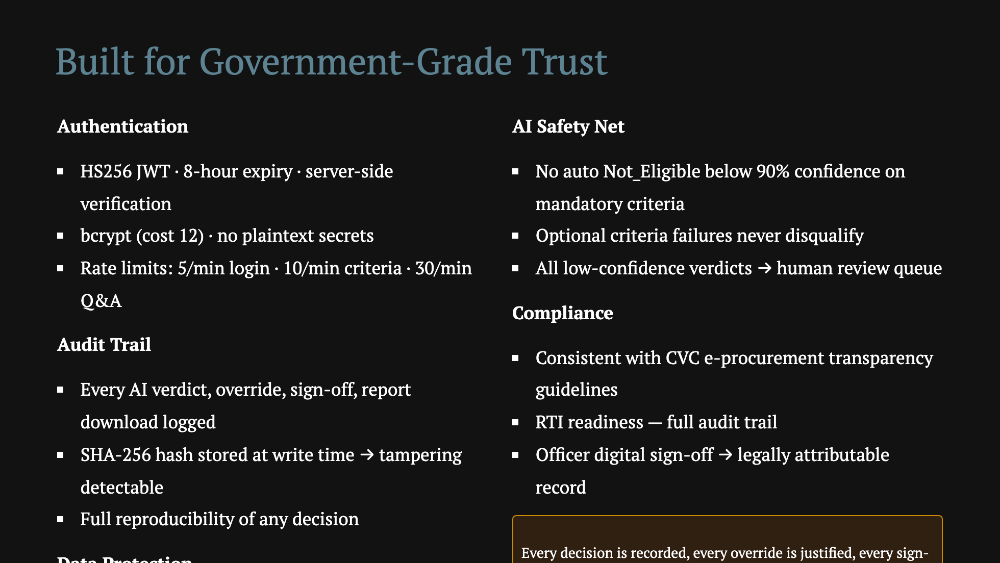 Built for Government-Grade Trust
Authentication
HS256 JWT · 8-hour expiry · server-side
verification
bcrypt (cost 12) · no plaintext secrets
Rate limits: 5/min login · 10/min criteria · 30/min
Q&A
Audit Trail
Every AI verdict, override, sign-off, report
download logged
SHA-256 hash stored at write time → tampering
detectable
Full reproducibility of any decision
Data Protection
AI Safety Net
No auto Not_Eligible below 90% confidence on
mandatory criteria
Optional criteria failures never disqualify
All low-confidence verdicts → human review queue
Compliance
Consistent with CVC e-procurement transparency
guidelines
RTI readiness — full audit trail
Officer digital sign-off → legally attributable
record
Every decision is recorded, every override is justified, every sign-